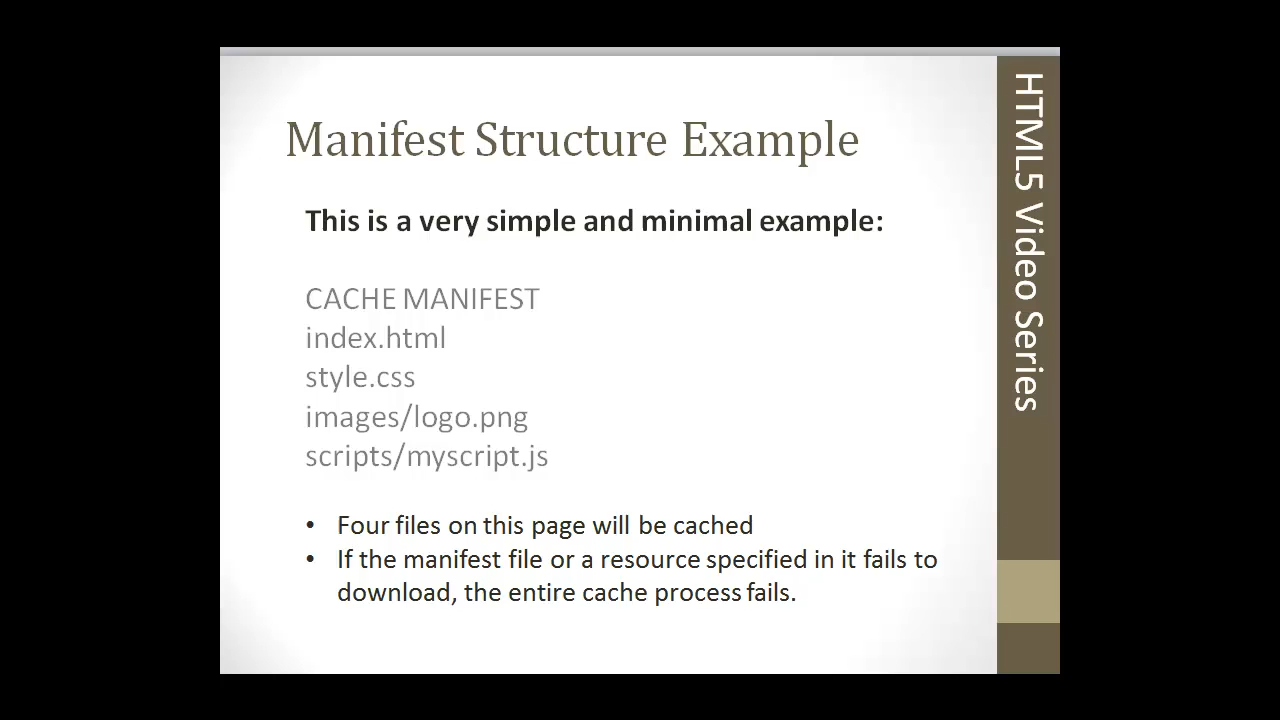 Manifest Structure Example
This is a very simple and minimal example:
CACHE MANIFEST
index.html
style.css
images/logo.png
scripts/myscript.js
• Four files on this page will be cached
• If the manifest file or a resource specified in it fails to
download, the entire cache process fails.
HTML5 Video Series